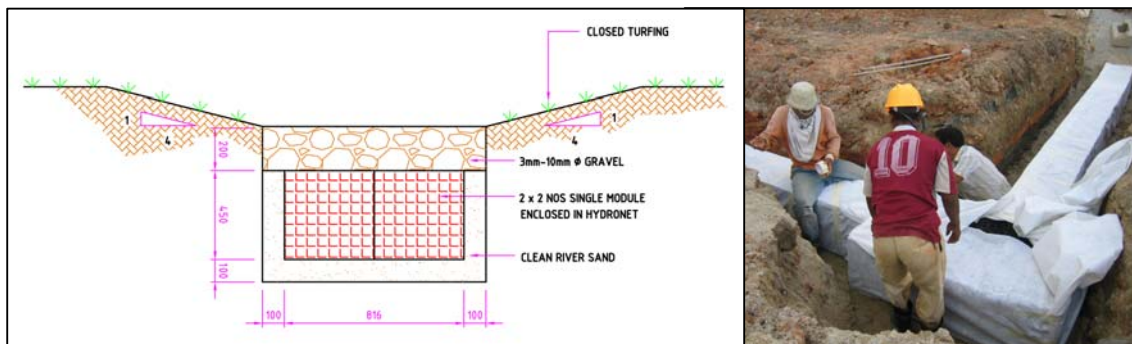 CLOSED TURFING
1
4
1
4
200
3mm-10mm ϕ GRAVEL
450
2 x 2 NOS SINGLE MODULE
ENCLOSED IN HYDRONET
CLEAN RIVER SAND
100
100
816
100
10